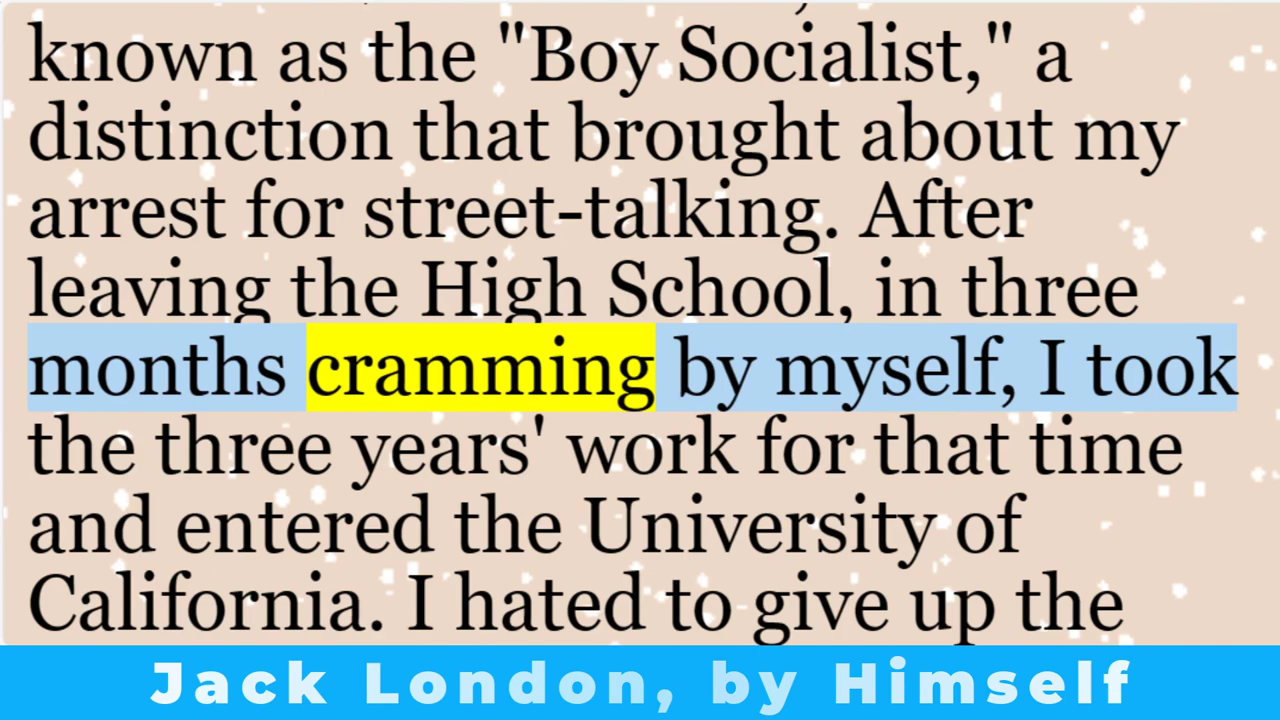 known as the "Boy Socialist," a
distinction that brought about my
arrest for street-talking. After
leaving the High School, in three
months cramming by myself, I took
the three years' work for that time
and entered the University of
California. I hated to give up the
Jack London, by Himself